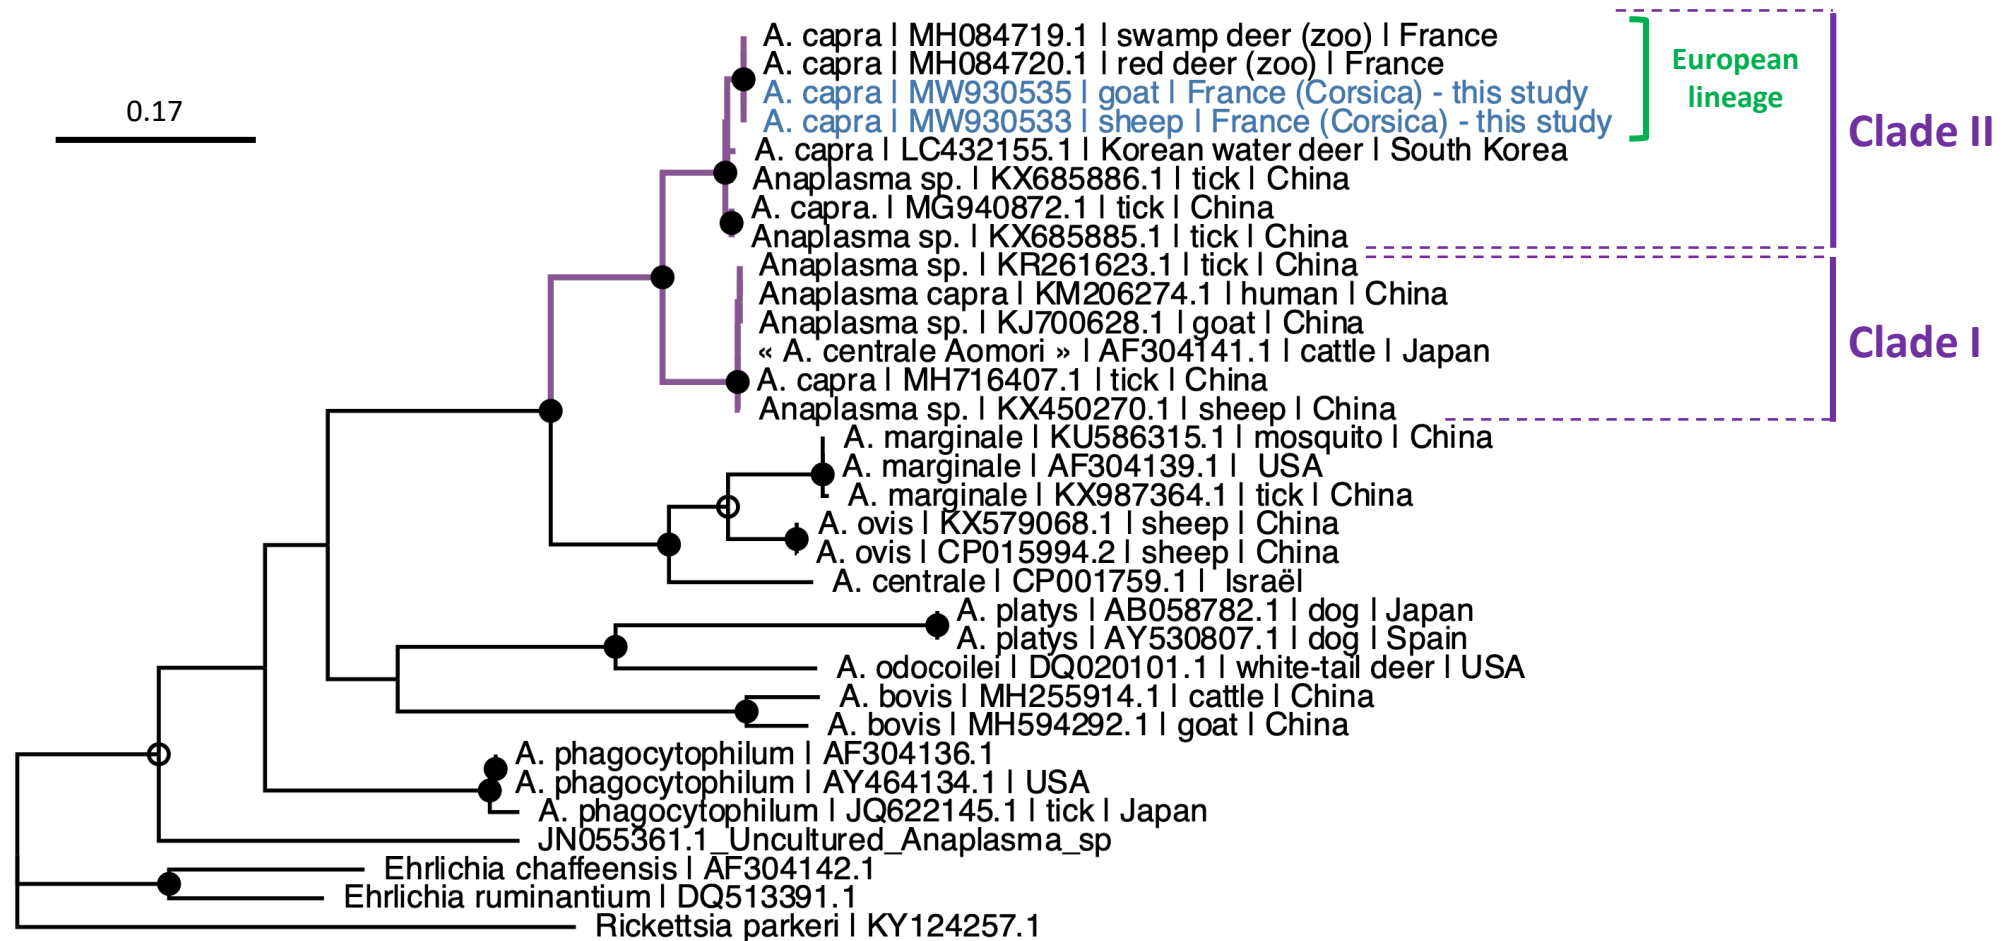 0.17
A. capra | MH084719.1 | swamp deer (zoo) | France
A. capra | MH084720.1 | red deer (zoo) | France
A. capra | MW930535 | goat | France (Corsica) - this study
A. capra | MW930533 | sheep | France (Corsica) - this study
European
lineage
A. capra | LC432155.1 | Korean water deer | South Korea
Anaplasma sp. | KX685886.1 | tick | China
A. capra. | MG940872.1 | tick | China
Anaplasma sp. | KX685885.1 | tick | China
Clade II
Anaplasma sp. | KR261623.1 | tick | China
Anaplasma capra | KM206274.1 | human | China
Anaplasma sp. | KJ700628.1 | goat | China
« A. centrale Aomori » | AF304141.1 | cattle | Japan
A. capra | MH716407.1 | tick | China
Anaplasma sp. | KX450270.1 | sheep | China
Clade I
A. marginale | KU586315.1 | mosquito | China
A. marginale | AF304139.1 | USA
A. marginale | KX987364.1 | tick | China
A. ovis | KX579068.1 | sheep | China
A. ovis | CP015994.2 | sheep | China
A. centrale | CP001759.1 | Israël
A. platys | AB058782.1 | dog | Japan
A. platys | AY530807.1 | dog | Spain
A. odocoilei | DQ020101.1 | white-tail deer | USA
A. bovis | MH255914.1 | cattle | China
A. bovis | MH594292.1 | goat | China
A. phagocytophilum | AF304136.1
A. phagocytophilum | AY464134.1 | USA
A. phagocytophilum | JQ622145.1 | tick | Japan
JN055361.1_Uncultured_Anaplasma_sp
Ehrlichia chaffeensis | AF304142.1
Ehrlichia ruminantium | DQ513391.1
Rickettsia parkeri | KY124257.1